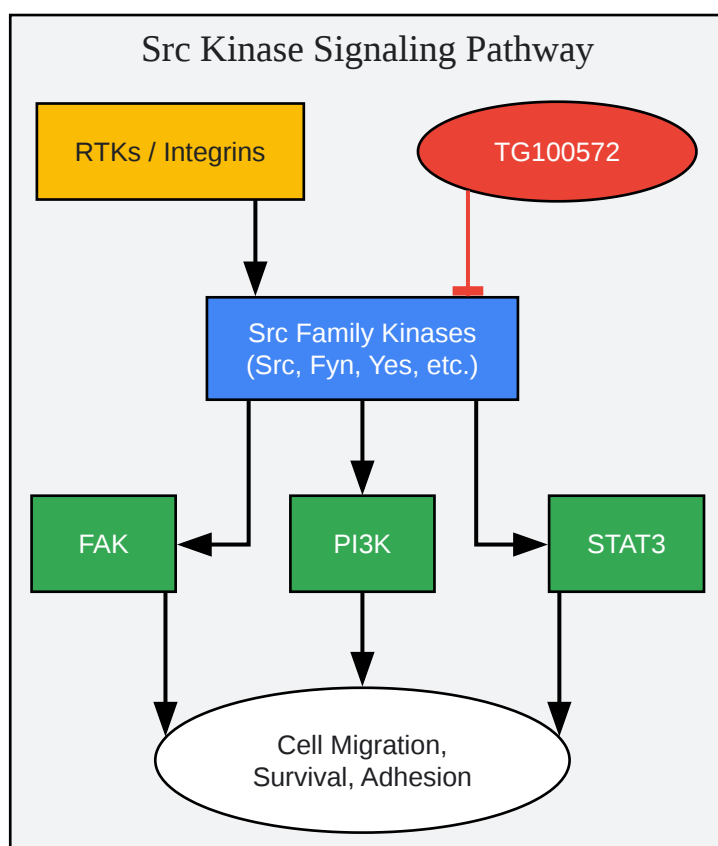 Src Kinase Signaling Pathway
RTKs / Integrins
TG100572
Src Family Kinases
(Src, Fyn, Yes, etc.)
FAK
PI3K
STAT3
Cell Migration,
Survival, Adhesion